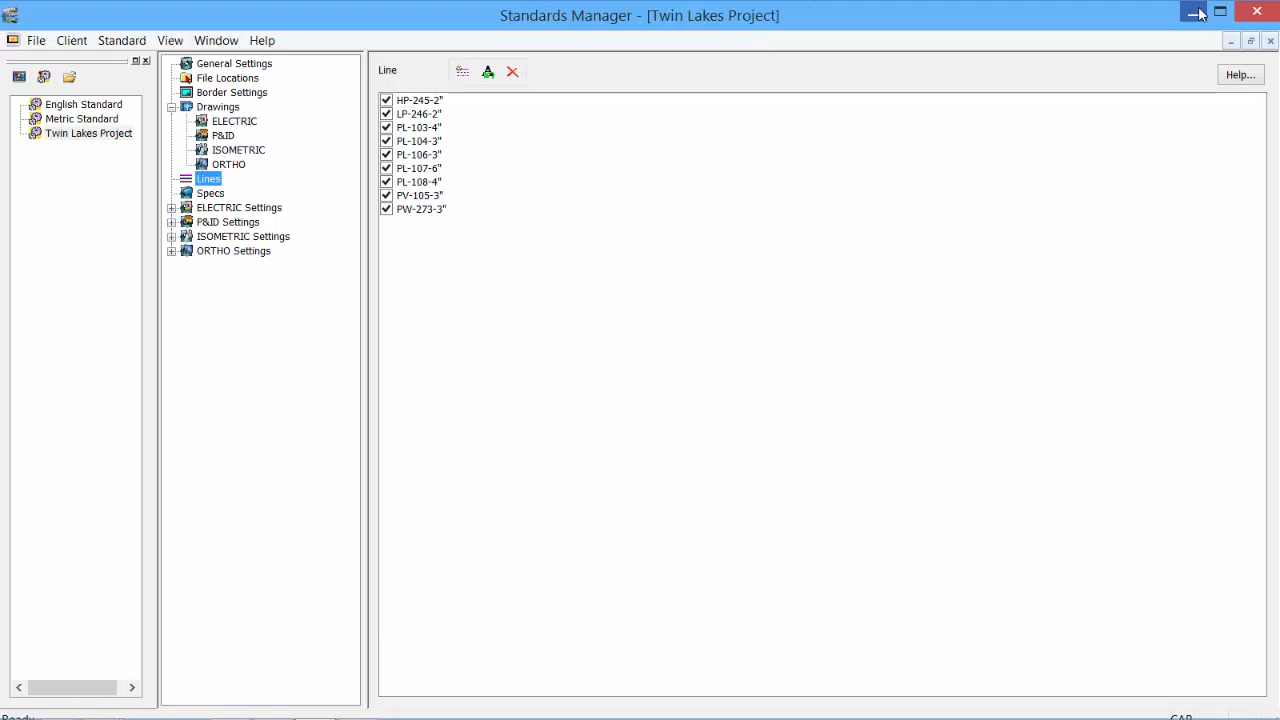 Standards Manager - [Twin Lakes Project]
File Client Standard View Window Help
English Standard
Metric Standard
Twin Lakes Project
General Settings
File Locations
Border Settings
Drawings
ELECTRIC
P&ID
ISOMETRIC
ORTHO
Lines
Specs
ELECTRIC Settings
P&ID Settings
ISOMETRIC Settings
ORTHO Settings
Line
Help...
HP-245-2"
LP-246-2"
PL-103-4"
PL-104-3"
PL-106-3"
PL-107-6"
PL-108-4"
PV-105-3"
PW-273-3"
Ready
CAP